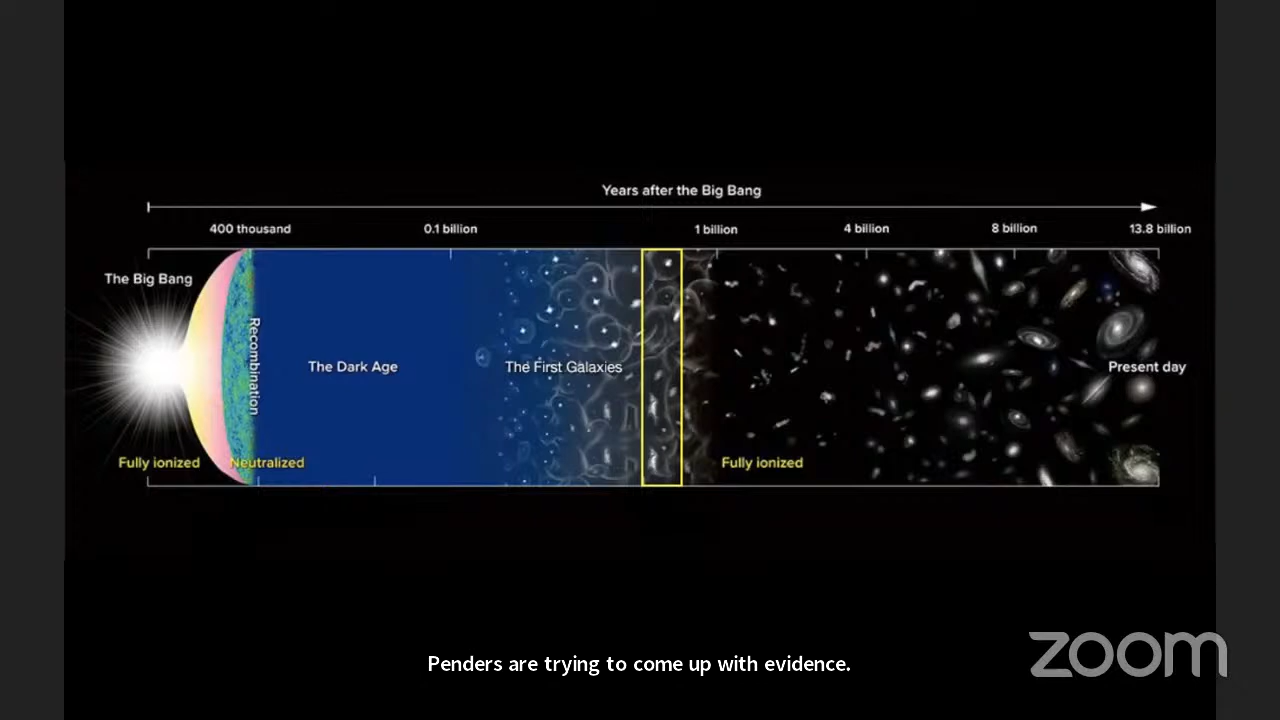 Years after the Big Bang
400 thousand 0.1 billion 1 billion 4 billion 8 billion 13.8 billion
The Big Bang
Recombination
The Dark Age
The First Galaxies
Present day
Fully ionized
Neutralized
Fully ionized
Penders are trying to come up with evidence.
zoom